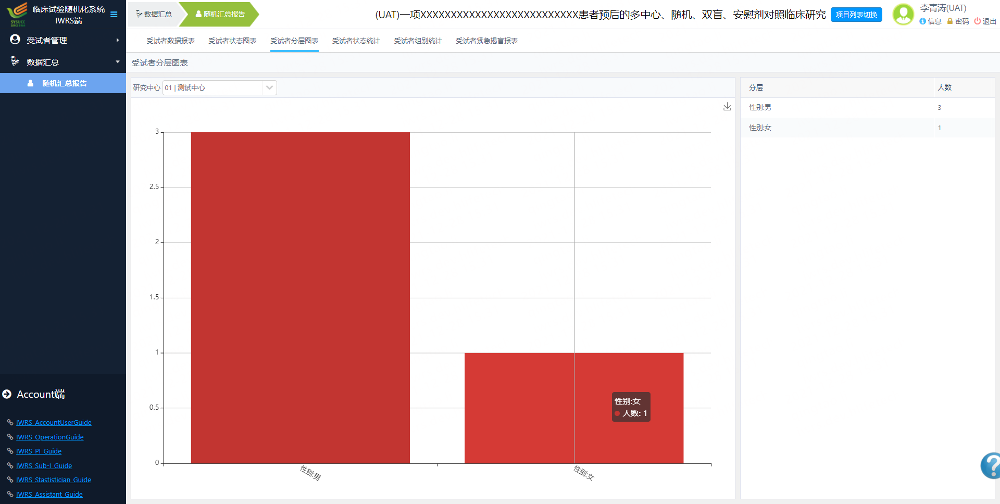 临床试验随机化系统
IWRS端
SYSUCC
受试者管理
数据汇总
随机汇总报告
Account端
IWRS_AccountUserGuide
IWRS_OperationGuide
IWRS_PI_Guide
IWRS_Sub-I_Guide
IWRS_Stastistician_Guide
IWRS_Assistant_Guide
数据汇总
随机汇总报告
(UAT)一项XXXXXXXXXXXXXXXXXXXXXXXXXX患者预后的多中心、随机、双盲、安慰剂对照临床研究
项目列表切换
李青涛(UAT)
信息 密码 退出
受试者数据报表 受试者状态图表 受试者分层图表 受试者状态统计 受试者组别统计 受试者紧急揭盲报表
受试者分层图表
研究中心 01 | 测试中心
3
2.5
2
1.5
1
0.5
0
性别:男
性别:女
性别:女
人数: 1
分层 人数
性别:男 3
性别:女 1